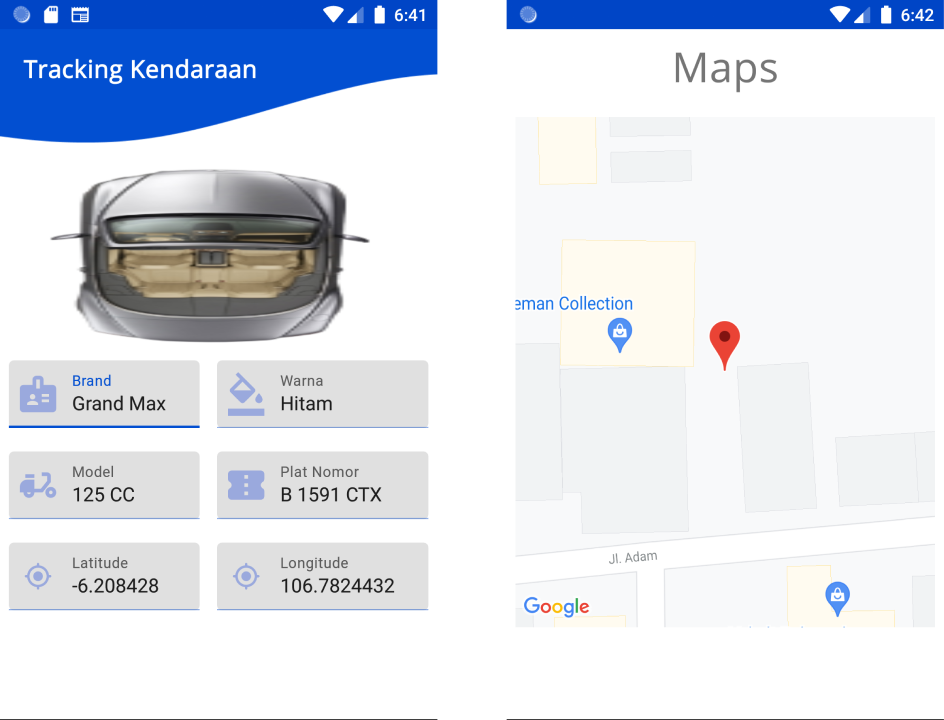 6:41
Tracking Kendaraan
Brand
Grand Max
Warna
Hitam
Model
125 CC
Plat Nomor
B 1591 CTX
Latitude
-6.208428
Longitude
106.7824432
6:42
Maps
eman Collection
Jl. Adam
Google